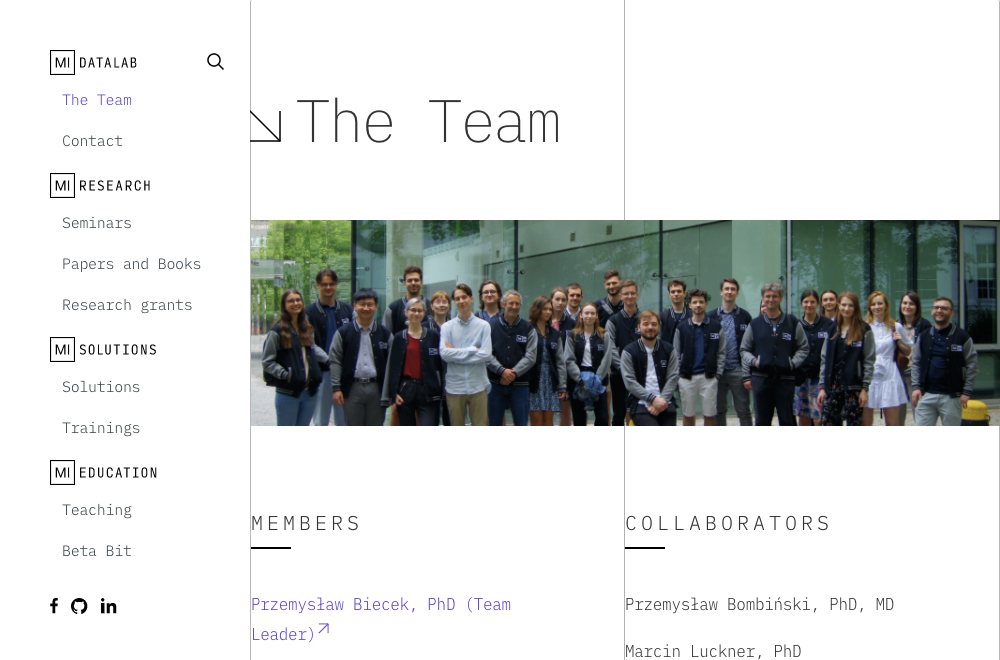 MI DATALAB
The Team
Contact
MI RESEARCH
Seminars
Papers and Books
Research grants
MI SOLUTIONS
Solutions
Trainings
MI EDUCATION
Teaching
Beta Bit
The Team
MEMBERS
Przemysław Biecek, PhD (Team
Leader)
COLLABORATORS
Przemysław Bombiński, PhD, MD
Marcin Luckner, PhD